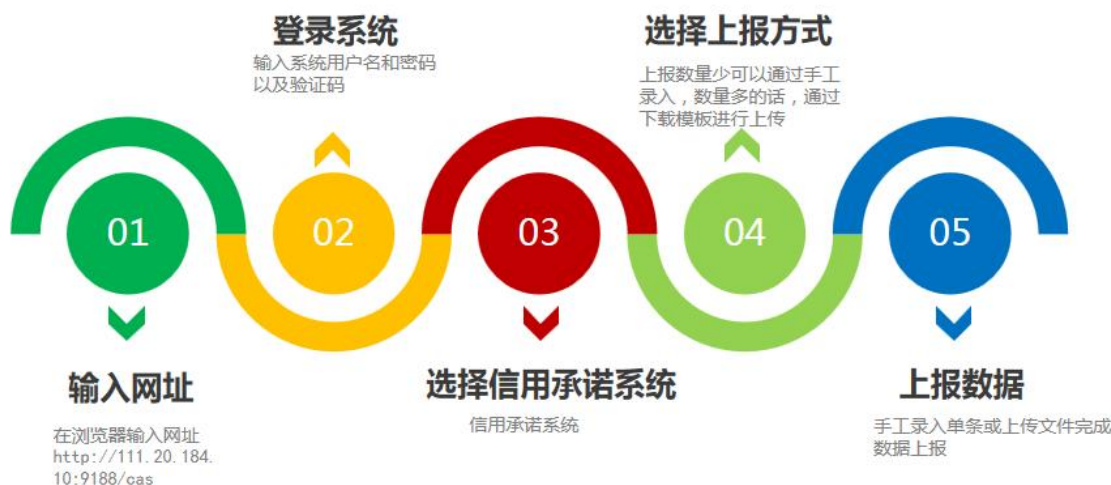 01
输入网址
在浏览器输入网址
http://111.20.184.
10:9188/cas
登录系统
输入系统用户名和密码
以及验证码
02
03
选择信用承诺系统
信用承诺系统
选择上报方式
上报数量少可以通过手工
录入，数量多的话，通过
下载模板进行上传
04
05
上报数据
手工录入单条或上传文件完成
数据上报